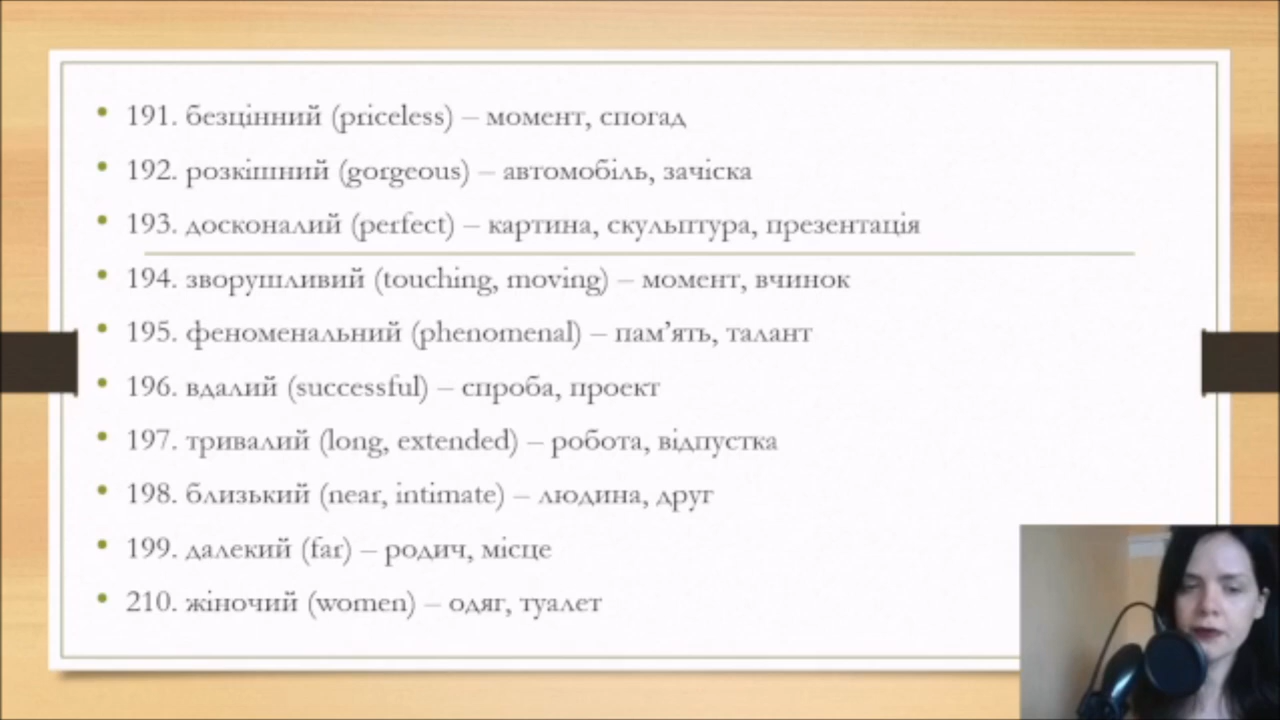 • 191. безцінний (priceless) – момент, спогад
• 192. розкішний (gorgeous) – автомобіль, зачіска
• 193. досконалий (perfect) – картина, скульптура, презентація
• 194. зворушливий (touching, moving) – момент, вчинок
• 195. феноменальний (phenomenal) – пам’ять, талант
• 196. вдалий (successful) – спроба, проект
• 197. тривалий (long, extended) – робота, відпустка
• 198. близький (near, intimate) – людина, друг
• 199. далекий (far) – родич, місце
• 210. жіночий (women) – одяг, туалет